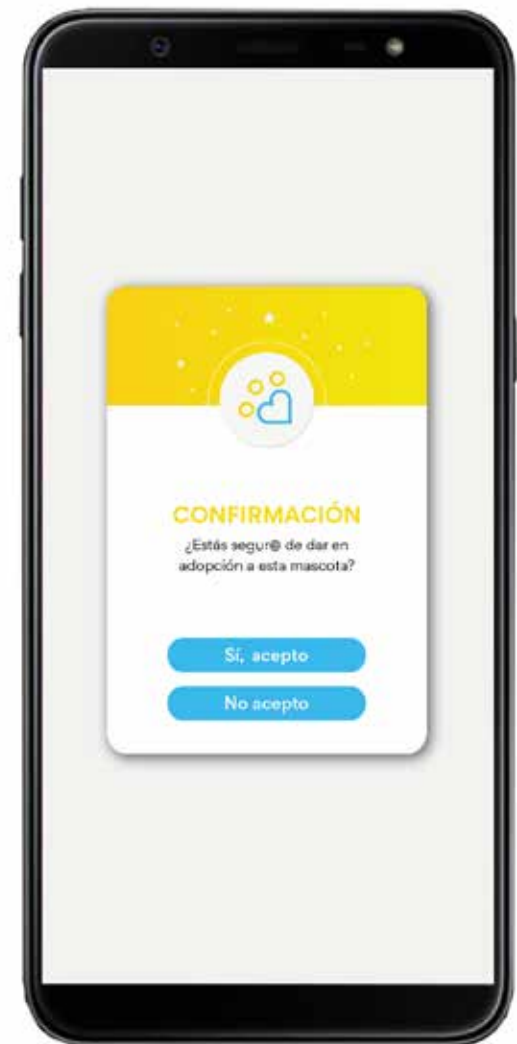 CONFIRMACIÓN
¿Estás segur@ de dar en
adopción a esta mascota?
Sí, acepto
No acepto